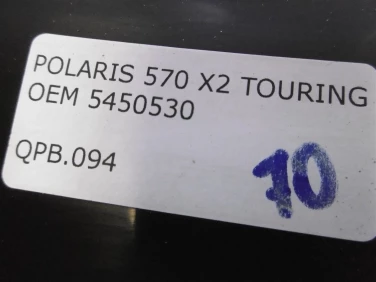 POLARIS 570 X2 TOURING
OEM 5450530
QPB.094
10